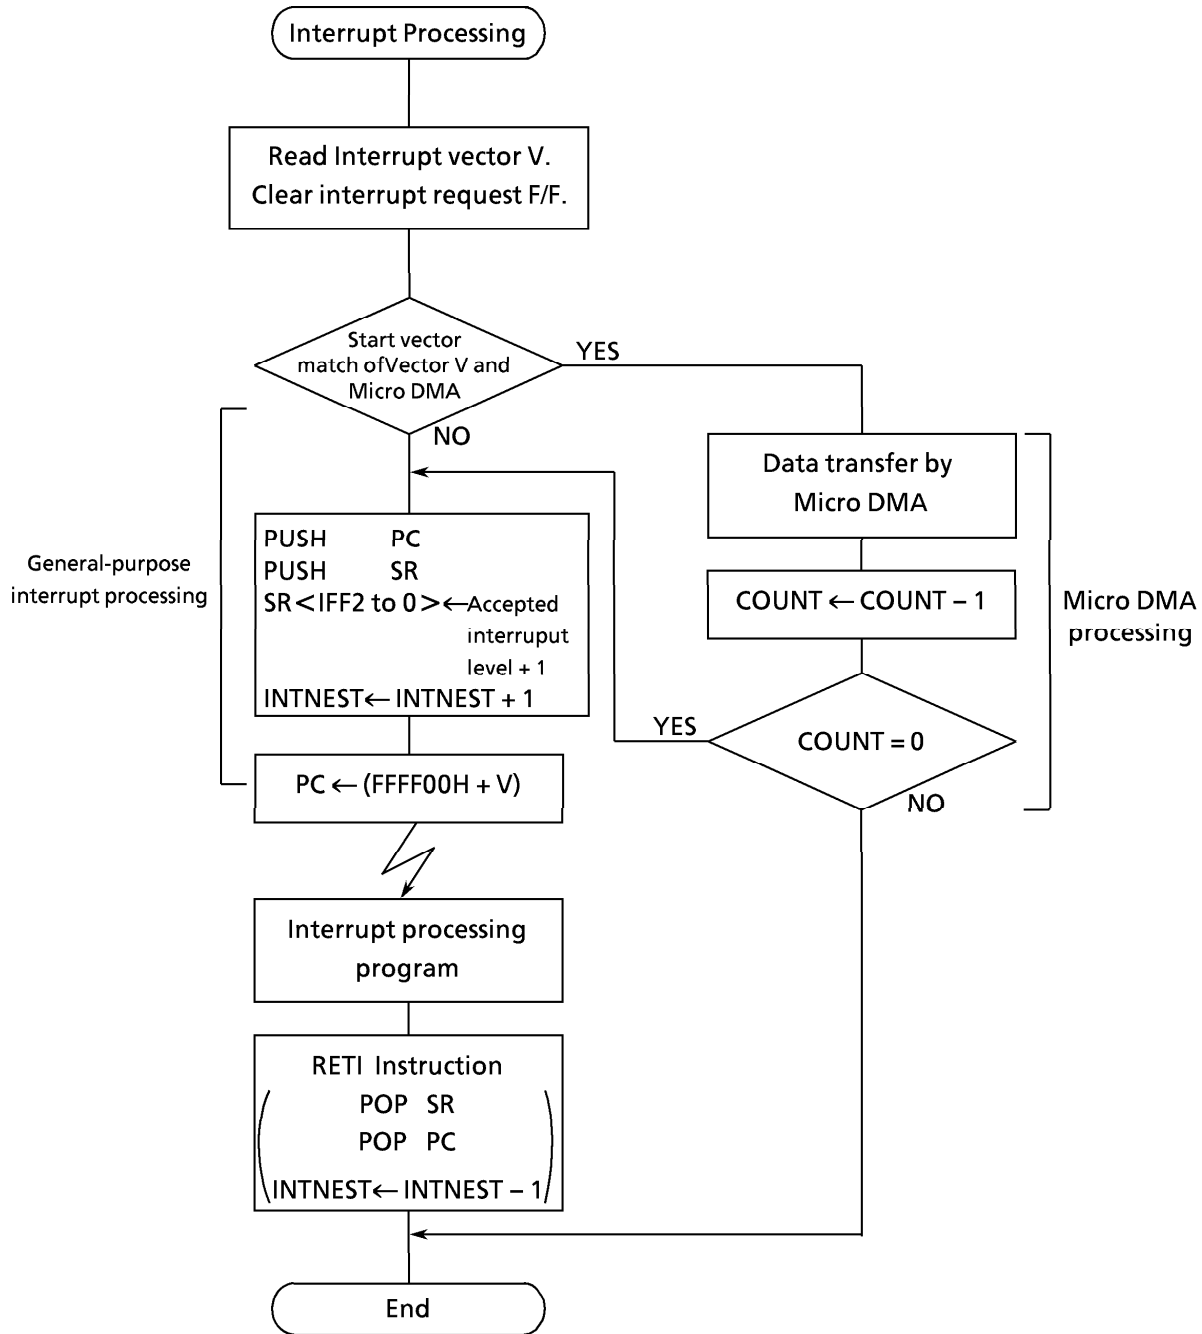 Interrupt Processing
Read Interrupt vector V.
Clear interrupt request F/F.
Start vector
match of Vector V and
Micro DMA
YES
NO
General-purpose
interrupt processing
PUSH PC
PUSH SR
SR<IFF2 to 0>←Accepted
interruput
level + 1
INTNEST← INTNEST + 1
PC ← (FFFF00H + V)
Data transfer by
Micro DMA
COUNT ← COUNT – 1
COUNT = 0
YES
NO
Micro DMA
processing
Interrupt processing
program
RETI Instruction
POP SR
POP PC
INTNEST← INTNEST – 1
End